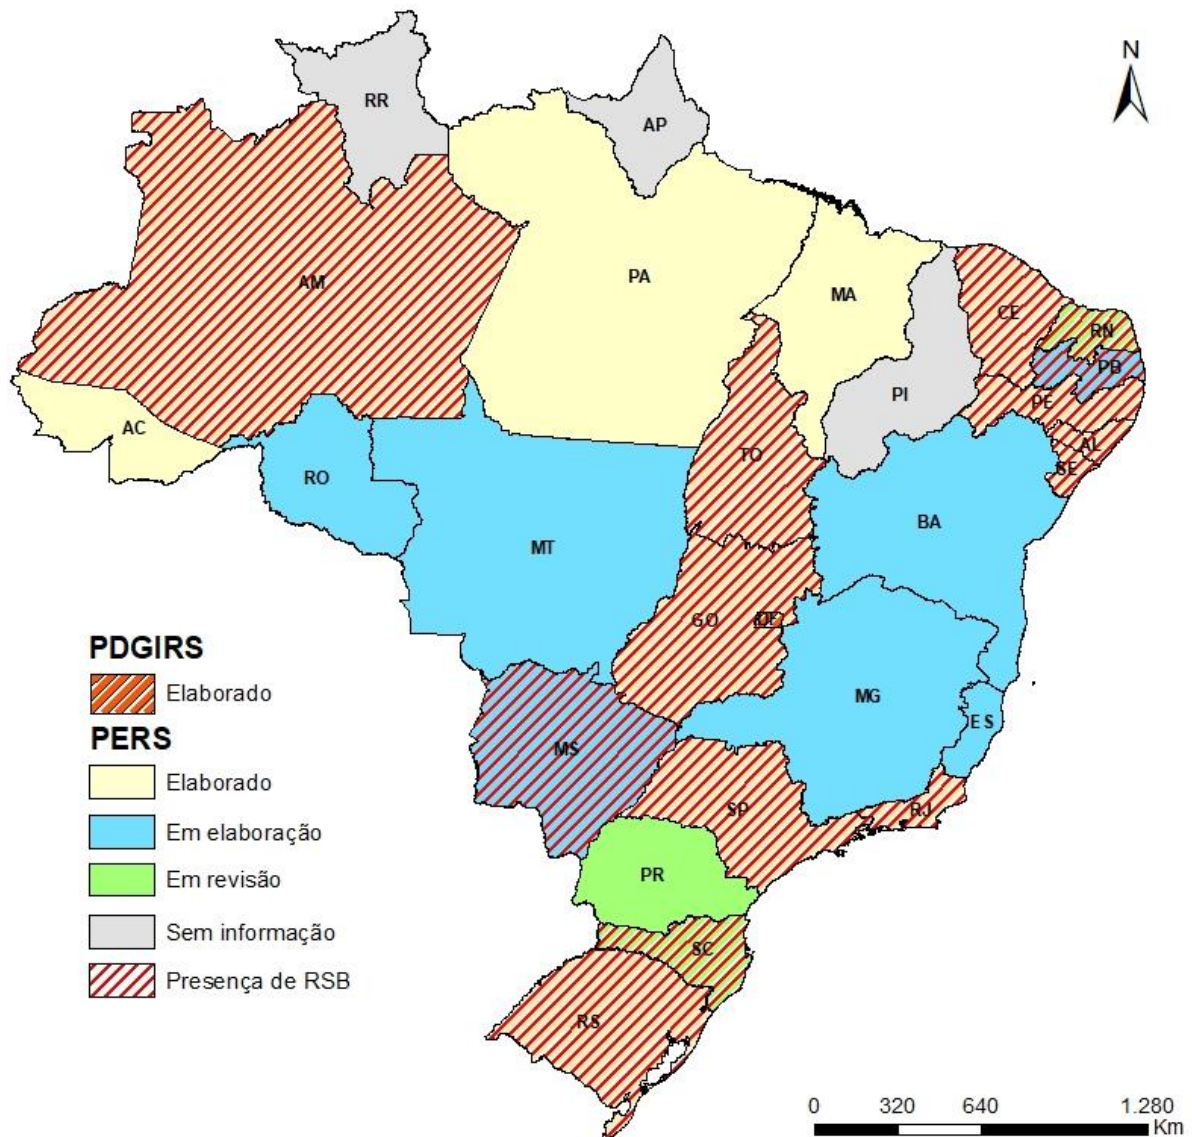 N
RR
AP
AM
PA
MA
CE
RN
PB
PI
PE
AC
TO
AL
SE
RO
BA
MT
GO
DF
PDGIRS
Elaborado
MG
ES
PERS
MS
Elaborado
SP
RJ
Em elaboração
PR
Em revisão
Sem informação
SC
Presença de RSB
RS
0 320 640 1.280
Km